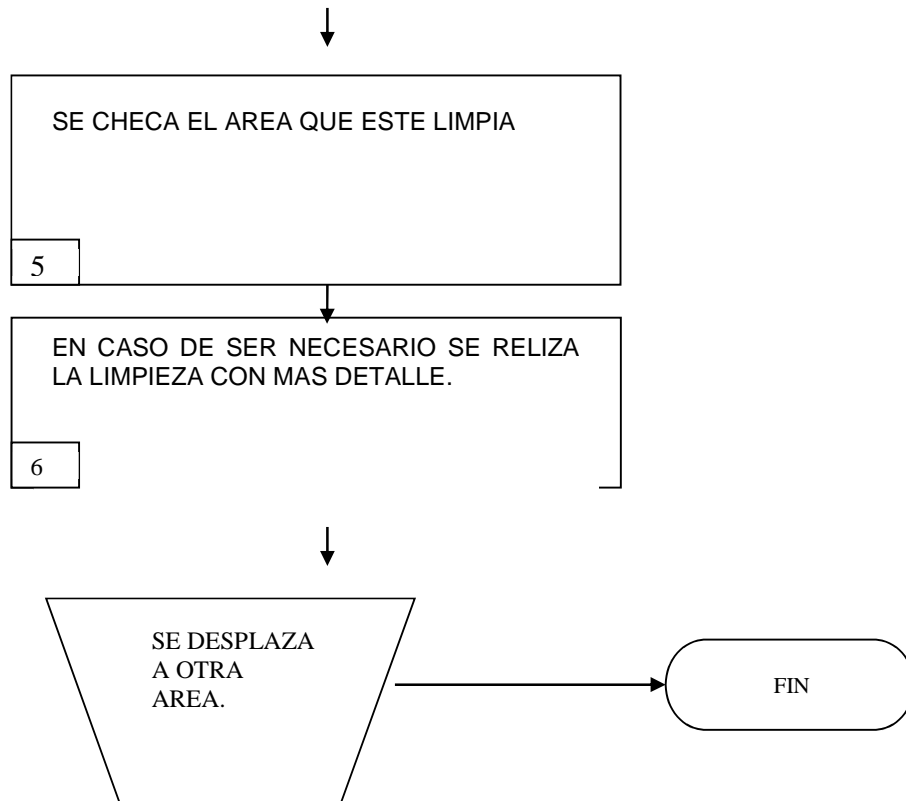 SE CHECA EL AREA QUE ESTE LIMPIA
5
EN CASO DE SER NECESARIO SE RELIZA
LA LIMPIEZA CON MAS DETALLE.
6
SE DESPLAZA
A OTRA
AREA.
FIN